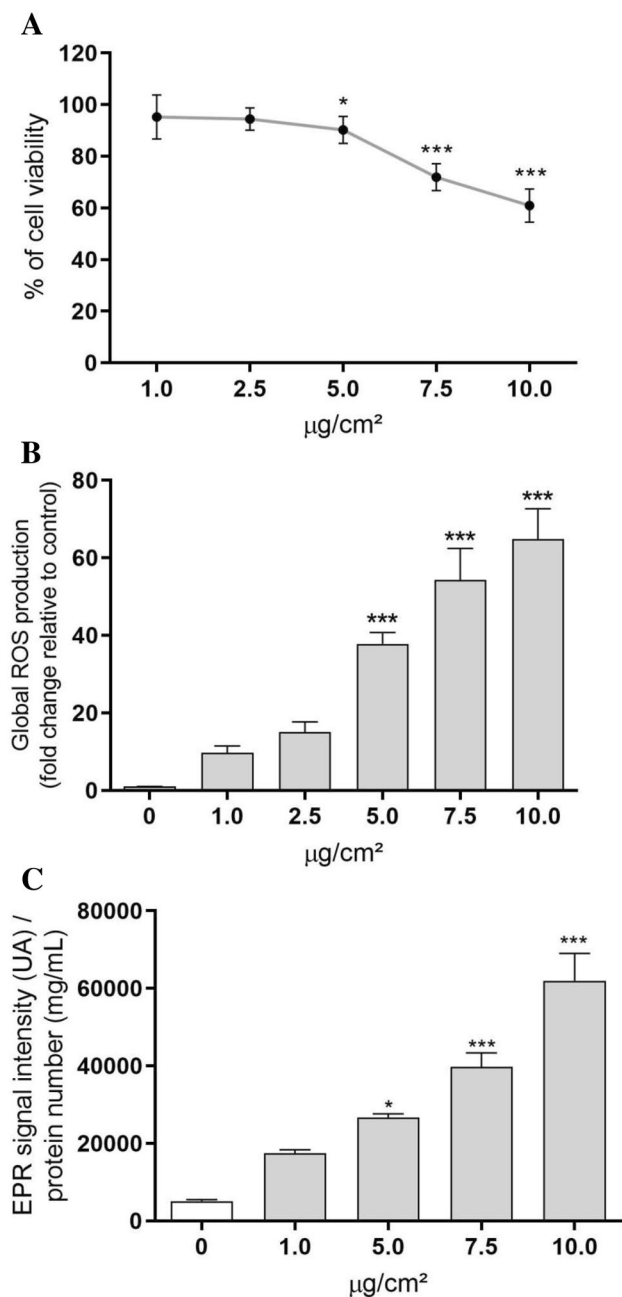 A
% of cell viability
120
100
80
60
40
20
0
*
***
***
1.0 2.5 5.0 7.5 10.0
μg/cm²
B
Global ROS production
(fold change relative to control)
80
60
40
20
0
***
***
***
0 1.0 2.5 5.0 7.5 10.0
μg/cm²
C
EPR signal intensity (UA) /
protein number (mg/mL)
80000
60000
40000
20000
0
*
***
***
0 1.0 5.0 7.5 10.0
μg/cm²